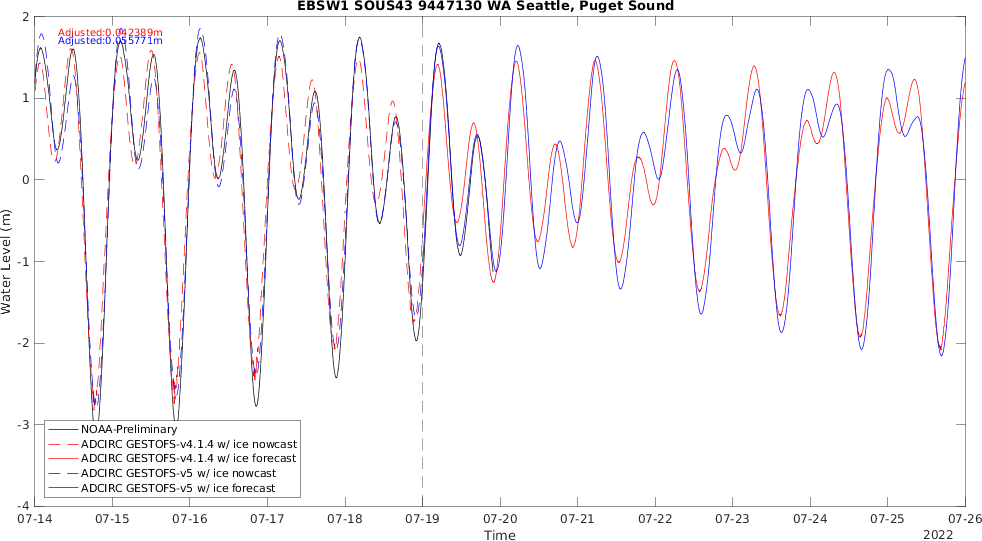 EBSW1 SOUS43 9447130 WA Seattle, Puget Sound
Adjusted:0.042389m
Adjusted:0.055771m
Water Level (m)
2
1
0
-1
-2
-3
-4
NOAA-Preliminary
ADCIRC GESTOFS-v4.1.4 w/ ice nowcast
ADCIRC GESTOFS-v4.1.4 w/ ice forecast
ADCIRC GESTOFS-v5 w/ ice nowcast
ADCIRC GESTOFS-v5 w/ ice forecast
07-14 07-15 07-16 07-17 07-18 07-19 07-20 07-21 07-22 07-23 07-24 07-25 07-26
Time
2022